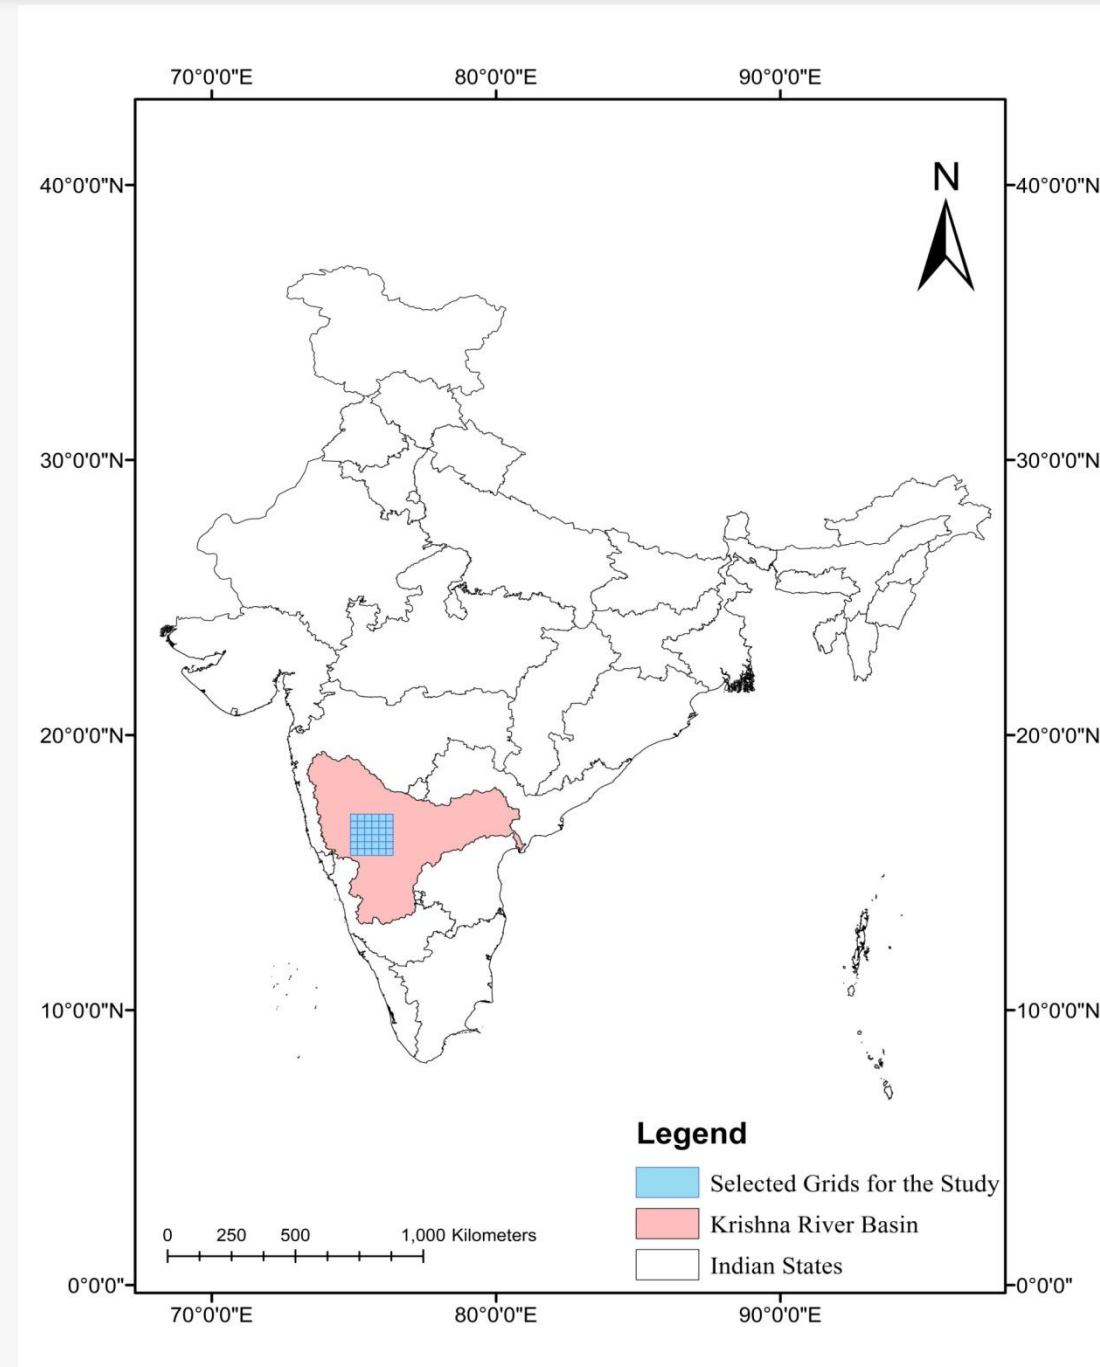 70°0'0"E 80°0'0"E 90°0'0"E
40°0'0"N 40°0'0"N
N
30°0'0"N 30°0'0"N
20°0'0"N 20°0'0"N
10°0'0"N 10°0'0"N
Legend
Selected Grids for the Study
Krishna River Basin
Indian States
0 250 500 1,000 Kilometers
0°0'0" 0°0'0"
70°0'0"E 80°0'0"E 90°0'0"E